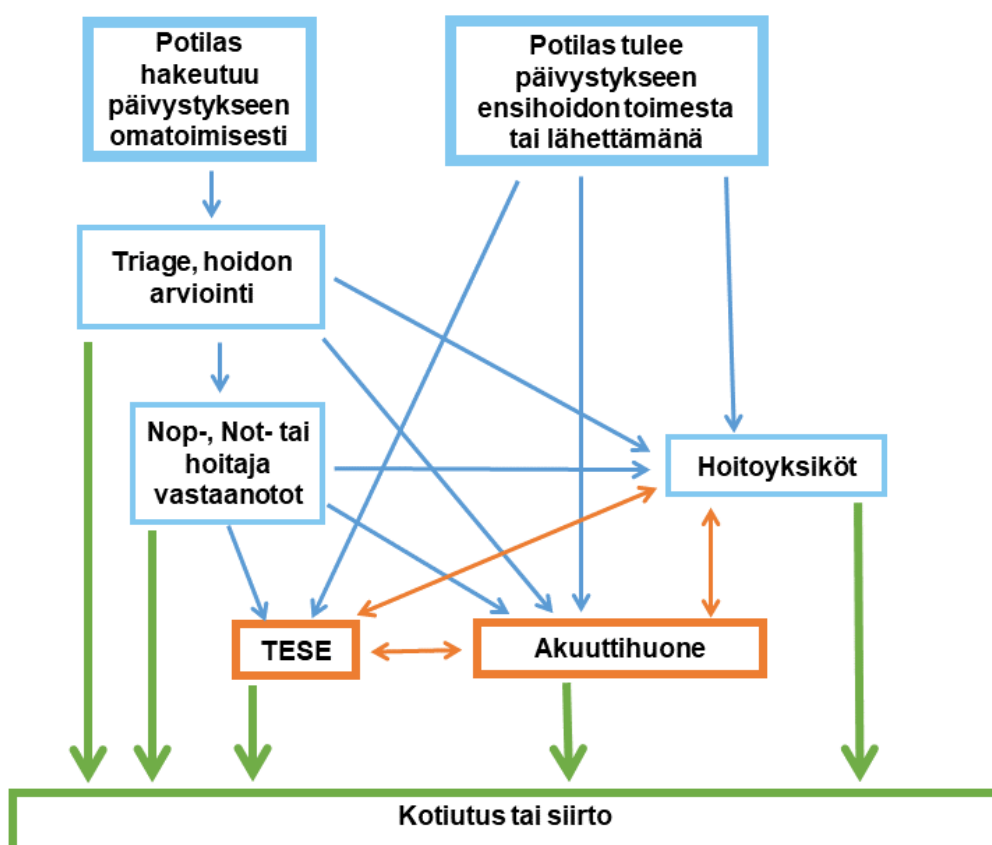 Potilas
hakeutuu
päivystykseen
omatoimisesti
Potilas tulee
päivystykseen
ensihoidon toimesta
tai lähettämänä
Triage, hoidon
arviointi
Nop-, Not- tai
hoitaja
vastaanotot
Hoitoyksiköt
TESE
Akuuttihuone
Kotiutus tai siirto